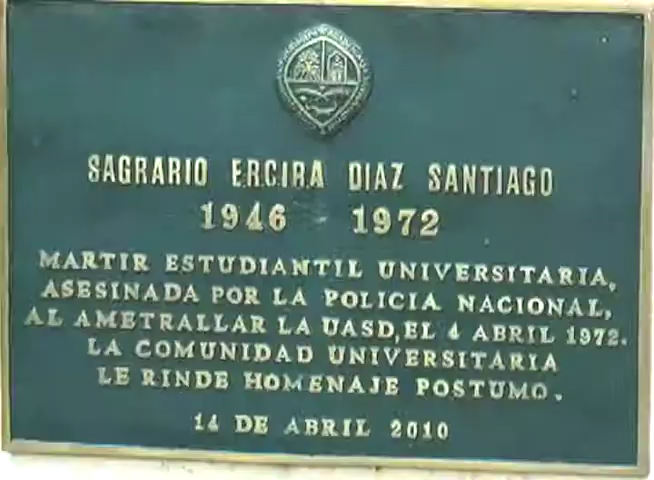 SAGRARIO ERCIRA DIAZ SANTIAGO
1946 - 1972
MARTIR ESTUDIANTIL UNIVERSITARIA,
ASESINADA POR LA POLICIA NACIONAL,
AL AMETRALLAR LA UASD, EL 4 ABRIL 1972.
LA COMUNIDAD UNIVERSITARIA
LE RINDE HOMENAJE POSTUMO.
14 DE ABRIL 2010